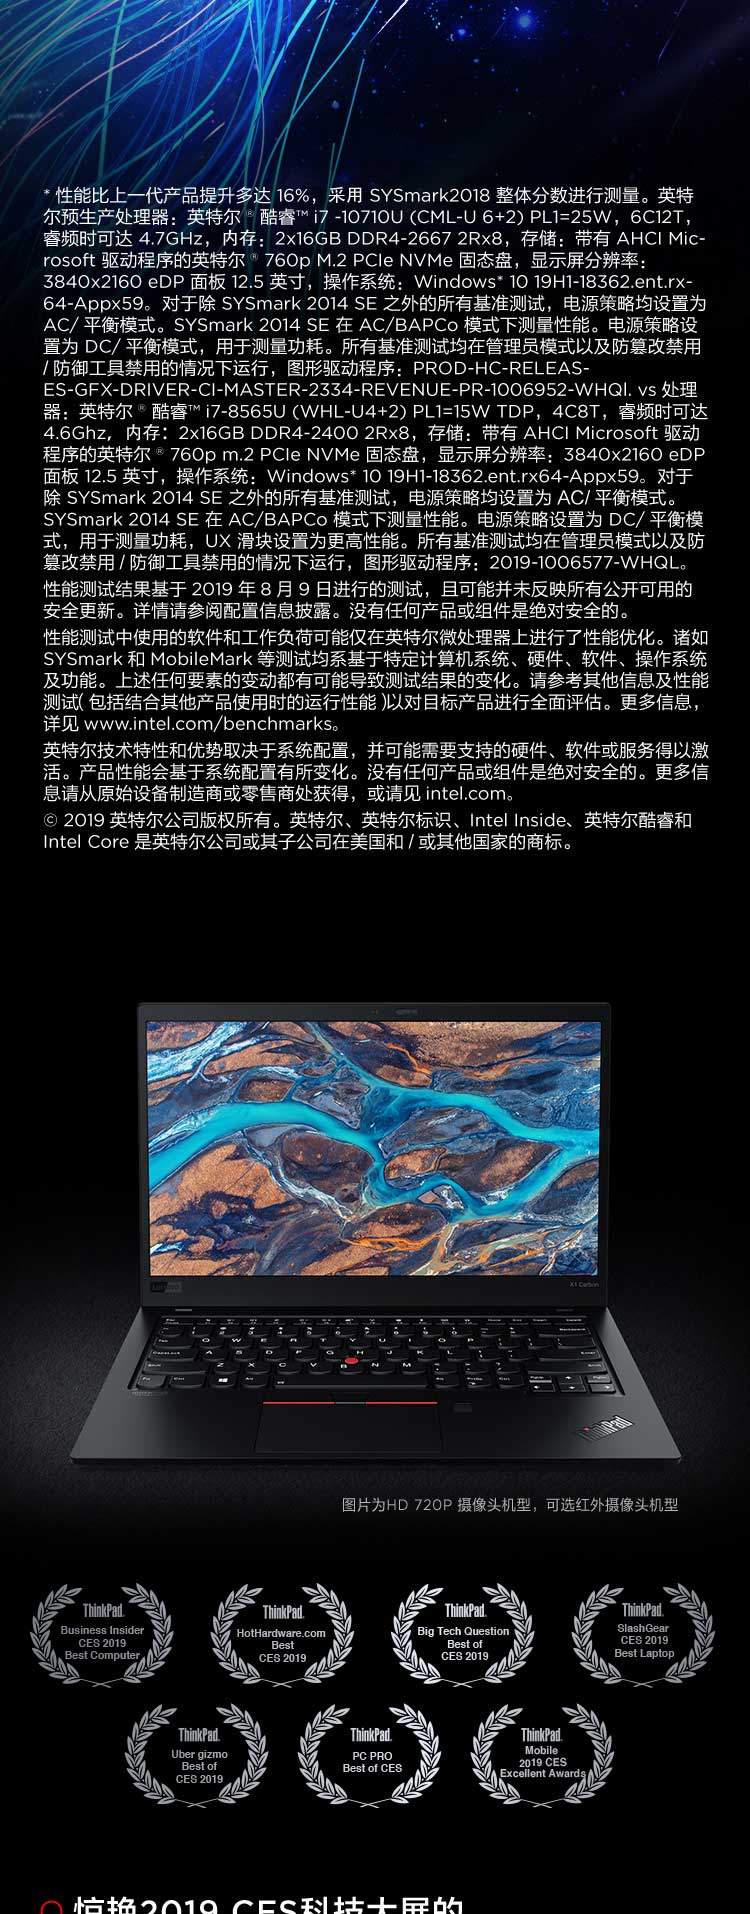 * 性能比上一代产品提升多达 16%，采用 SYSmark2018 整体分数进行测量。英特
尔预生产处理器：英特尔 ® 酷睿™ i7 -10710U (CML-U 6+2) PL1=25W，6C12T，
睿频时可达 4.7GHz，内存：2x16GB DDR4-2667 2Rx8，存储：带有 AHCI Mic-
rosoft 驱动程序的英特尔 ® 760p M.2 PCIe NVMe 固态盘，显示屏分辨率：
3840x2160 eDP 面板 12.5 英寸，操作系统：Windows* 10 19H1-18362.ent.rx-
64-Appx59。对于除 SYSmark 2014 SE 之外的所有基准测试，电源策略均设置为
AC/ 平衡模式。SYSmark 2014 SE 在 AC/BAPCo 模式下测量性能。电源策略设
置为 DC/ 平衡模式，用于测量功耗。所有基准测试均在管理员模式以及防篡改禁用
/ 防御工具禁用的情况下运行，图形驱动程序：PROD-HC-RELEAS-
ES-GFX-DRIVER-CI-MASTER-2334-REVENUE-PR-1006952-WHQl. vs 处理
器：英特尔 ® 酷睿™ i7-8565U (WHL-U4+2) PL1=15W TDP，4C8T，睿频时可达
4.6Ghz，内存：2x16GB DDR4-2400 2Rx8，存储：带有 AHCI Microsoft 驱动
程序的英特尔 ® 760p m.2 PCIe NVMe 固态盘，显示屏分辨率：3840x2160 eDP
面板 12.5 英寸，操作系统：Windows* 10 19H1-18362.ent.rx64-Appx59。对于
除 SYSmark 2014 SE 之外的所有基准测试，电源策略均设置为 AC/ 平衡模式。
SYSmark 2014 SE 在 AC/BAPCo 模式下测量性能。电源策略设置为 DC/ 平衡模
式，用于测量功耗，UX 滑块设置为更高性能。所有基准测试均在管理员模式以及防
篡改禁用 / 防御工具禁用的情况下运行，图形驱动程序：2019-1006577-WHQL。
性能测试结果基于 2019 年 8 月 9 日进行的测试，且可能并未反映所有公开可用的
安全更新。详情请参阅配置信息披露。没有任何产品或组件是绝对安全的。
性能测试中使用的软件和工作负荷可能仅在英特尔微处理器上进行了性能优化。诸如
SYSmark 和 MobileMark 等测试均系基于特定计算机系统、硬件、软件、操作系统
及功能。上述任何要素的变动都有可能导致测试结果的变化。请参考其他信息及性能
测试( 包括结合其他产品使用时的运行性能 )以对目标产品进行全面评估。更多信息，
详见 www.intel.com/benchmarks。
英特尔技术特性和优势取决于系统配置，并可能需要支持的硬件、软件或服务得以激
活。产品性能会基于系统配置有所变化。没有任何产品或组件是绝对安全的。更多信
息请从原始设备制造商或零售商处获得，或请见 intel.com。
© 2019 英特尔公司版权所有。英特尔、英特尔标识、Intel Inside、英特尔酷睿和
Intel Core 是英特尔公司或其子公司在美国和 / 或其他国家的商标。
Lenovo
X1 Carbon
ThinkPad
图片为HD 720P 摄像头机型，可选红外摄像头机型
ThinkPad.
Business Insider
CES 2019
Best Computer
ThinkPad.
HotHardware.com
Best
CES 2019
ThinkPad.
Big Tech Question
Best of
CES 2019
ThinkPad.
SlashGear
CES 2019
Best Laptop
ThinkPad.
Uber gizmo
Best of
CES 2019
ThinkPad.
PC PRO
Best of CES
ThinkPad.
Mobile
2019 CES
Excellent Awards
惊艳2019 CES科技大展的